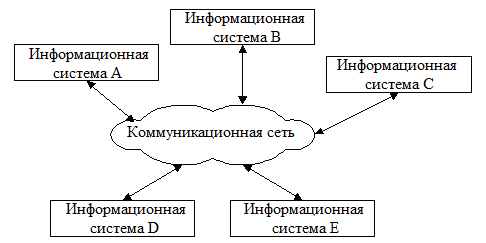 Информационная
система B
Информационная
система A
Информационная
система C
Коммуникационная сеть
Информационная
система D
Информационная
система E